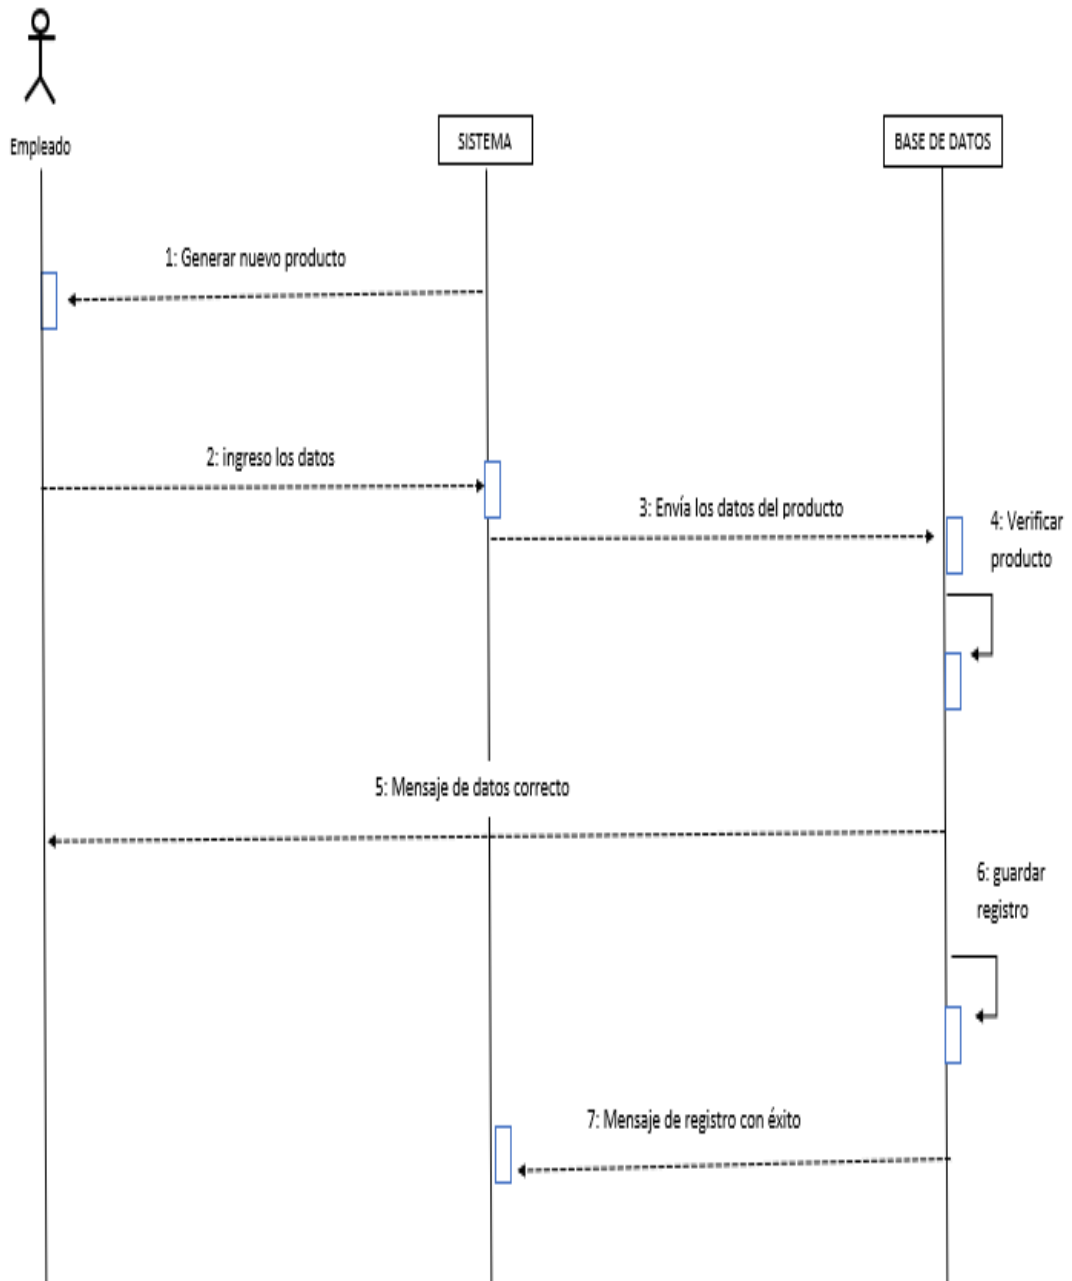 Empleado
SISTEMA
BASE DE DATOS
1: Generar nuevo producto
2: ingreso los datos
3: Envía los datos del producto
4: Verificar
producto
5: Mensaje de datos correcto
6: guardar
registro
7: Mensaje de registro con éxito